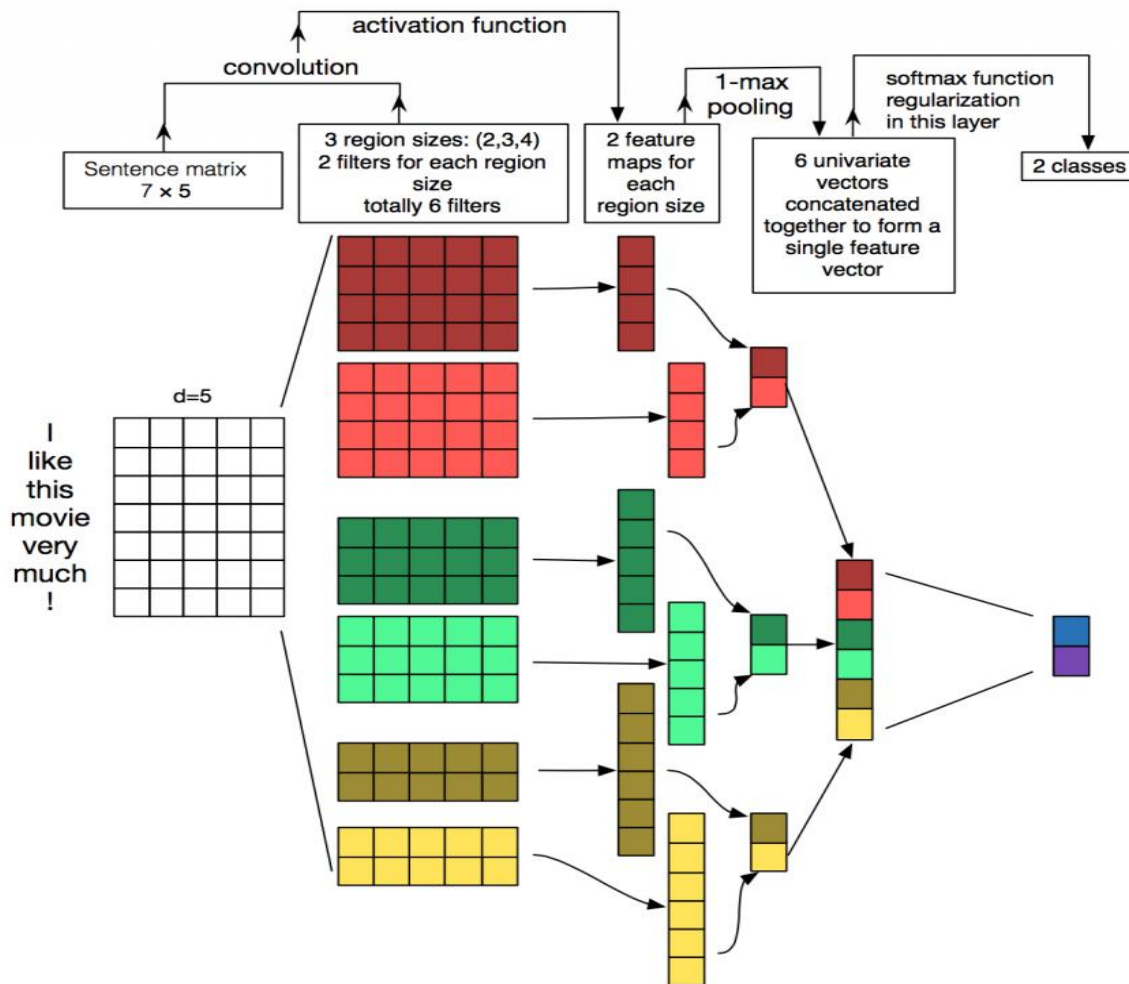 activation function
convolution
1-max
pooling
softmax function
regularization
in this layer
Sentence matrix
7 × 5
3 region sizes: (2,3,4)
2 filters for each region
size
totally 6 filters
2 feature
maps for
each
region size
6 univariate
vectors
concatenated
together to form a
single feature
vector
2 classes
d=5
I
like
this
movie
very
much
!